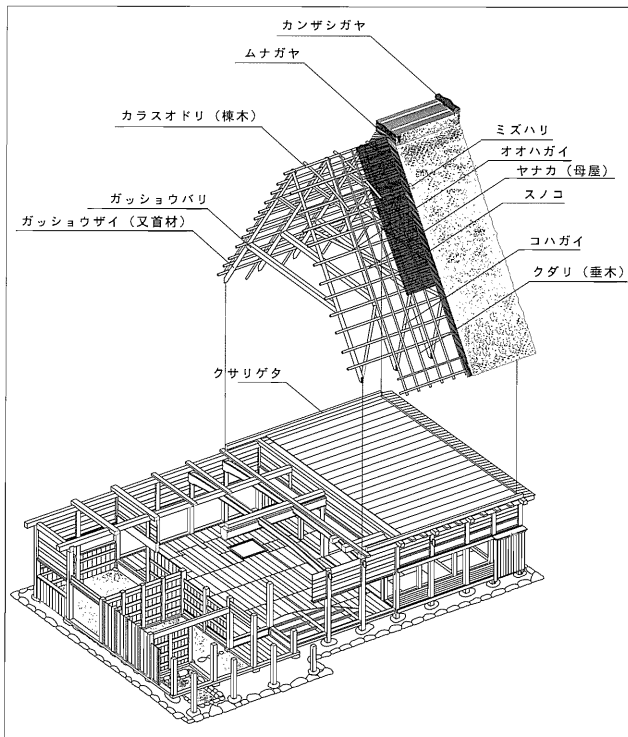 カンザシガヤ
ムナガヤ
カラスオドリ（棟木）
ミズハリ
オオハガイ
ヤナカ（母屋）
ガッショウバリ
スノコ
ガッショウザイ（又首材）
コハガイ
クダリ（垂木）
クサリゲタ